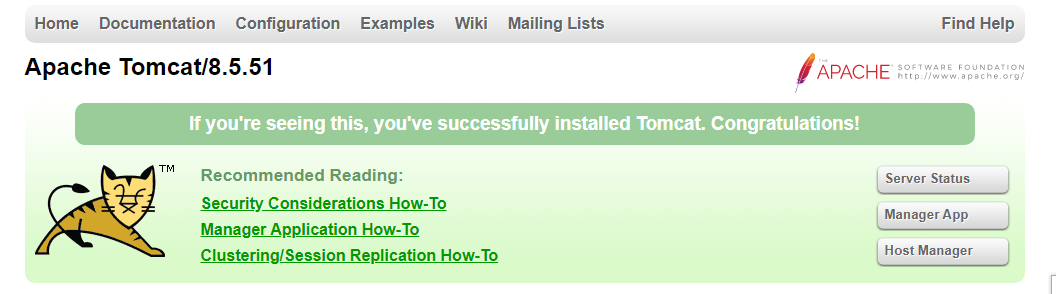 Home Documentation Configuration Examples Wiki Mailing Lists Find Help
Apache Tomcat/8.5.51
THE APACHE® SOFTWARE FOUNDATION
http://www.apache.org/
If you're seeing this, you've successfully installed Tomcat. Congratulations!
TM
Recommended Reading:
Security Considerations How-To
Manager Application How-To
Clustering/Session Replication How-To
Server Status
Manager App
Host Manager